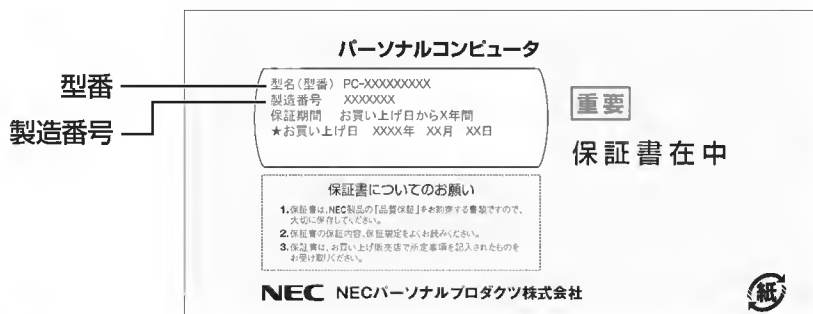 パーソナルコンピュータ
型番
型名(型番) PC-XXXXXXXXX
製造番号 XXXXXXX
製造番号
保証期間 お買い上げ日からX年間
★お買い上げ日 XXXX年 XX月 XX日
重要
保証書在中
保証書についてのお願い
1.保証書は、NEC製品の「品質保証」をお約束する書類ですので、
大切に保存してください。
2.保証書の保証内容、保証規定をよくお読みください。
3.保証書は、お買い上げ販売店で所定事項を記入されたものを
お受け取りください。
NEC NECパーソナルプロダクツ株式会社
紙